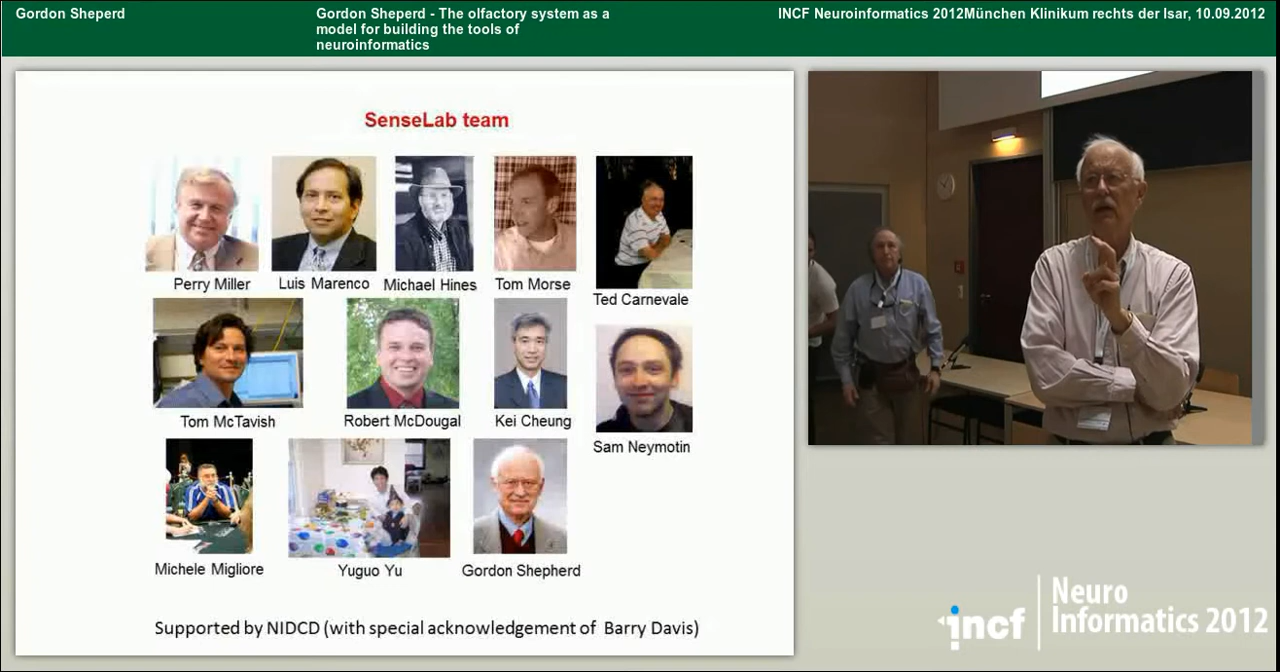 Gordon Sheperd
Gordon Sheperd - The olfactory system as a
model for building the tools of
neuroinformatics
INCF Neuroinformatics 2012München Klinikum rechts der Isar, 10.09.2012
SenseLab team
Perry Miller
Luis Marenco
Michael Hines
Tom Morse
Ted Carnevale
Tom McTavish
Robert McDougal
Kei Cheung
Sam Neymotin
Michele Migliore
Yuguo Yu
Gordon Shepherd
Supported by NIDCD (with special acknowledgement of Barry Davis)
incf
Neuro
Informatics 2012